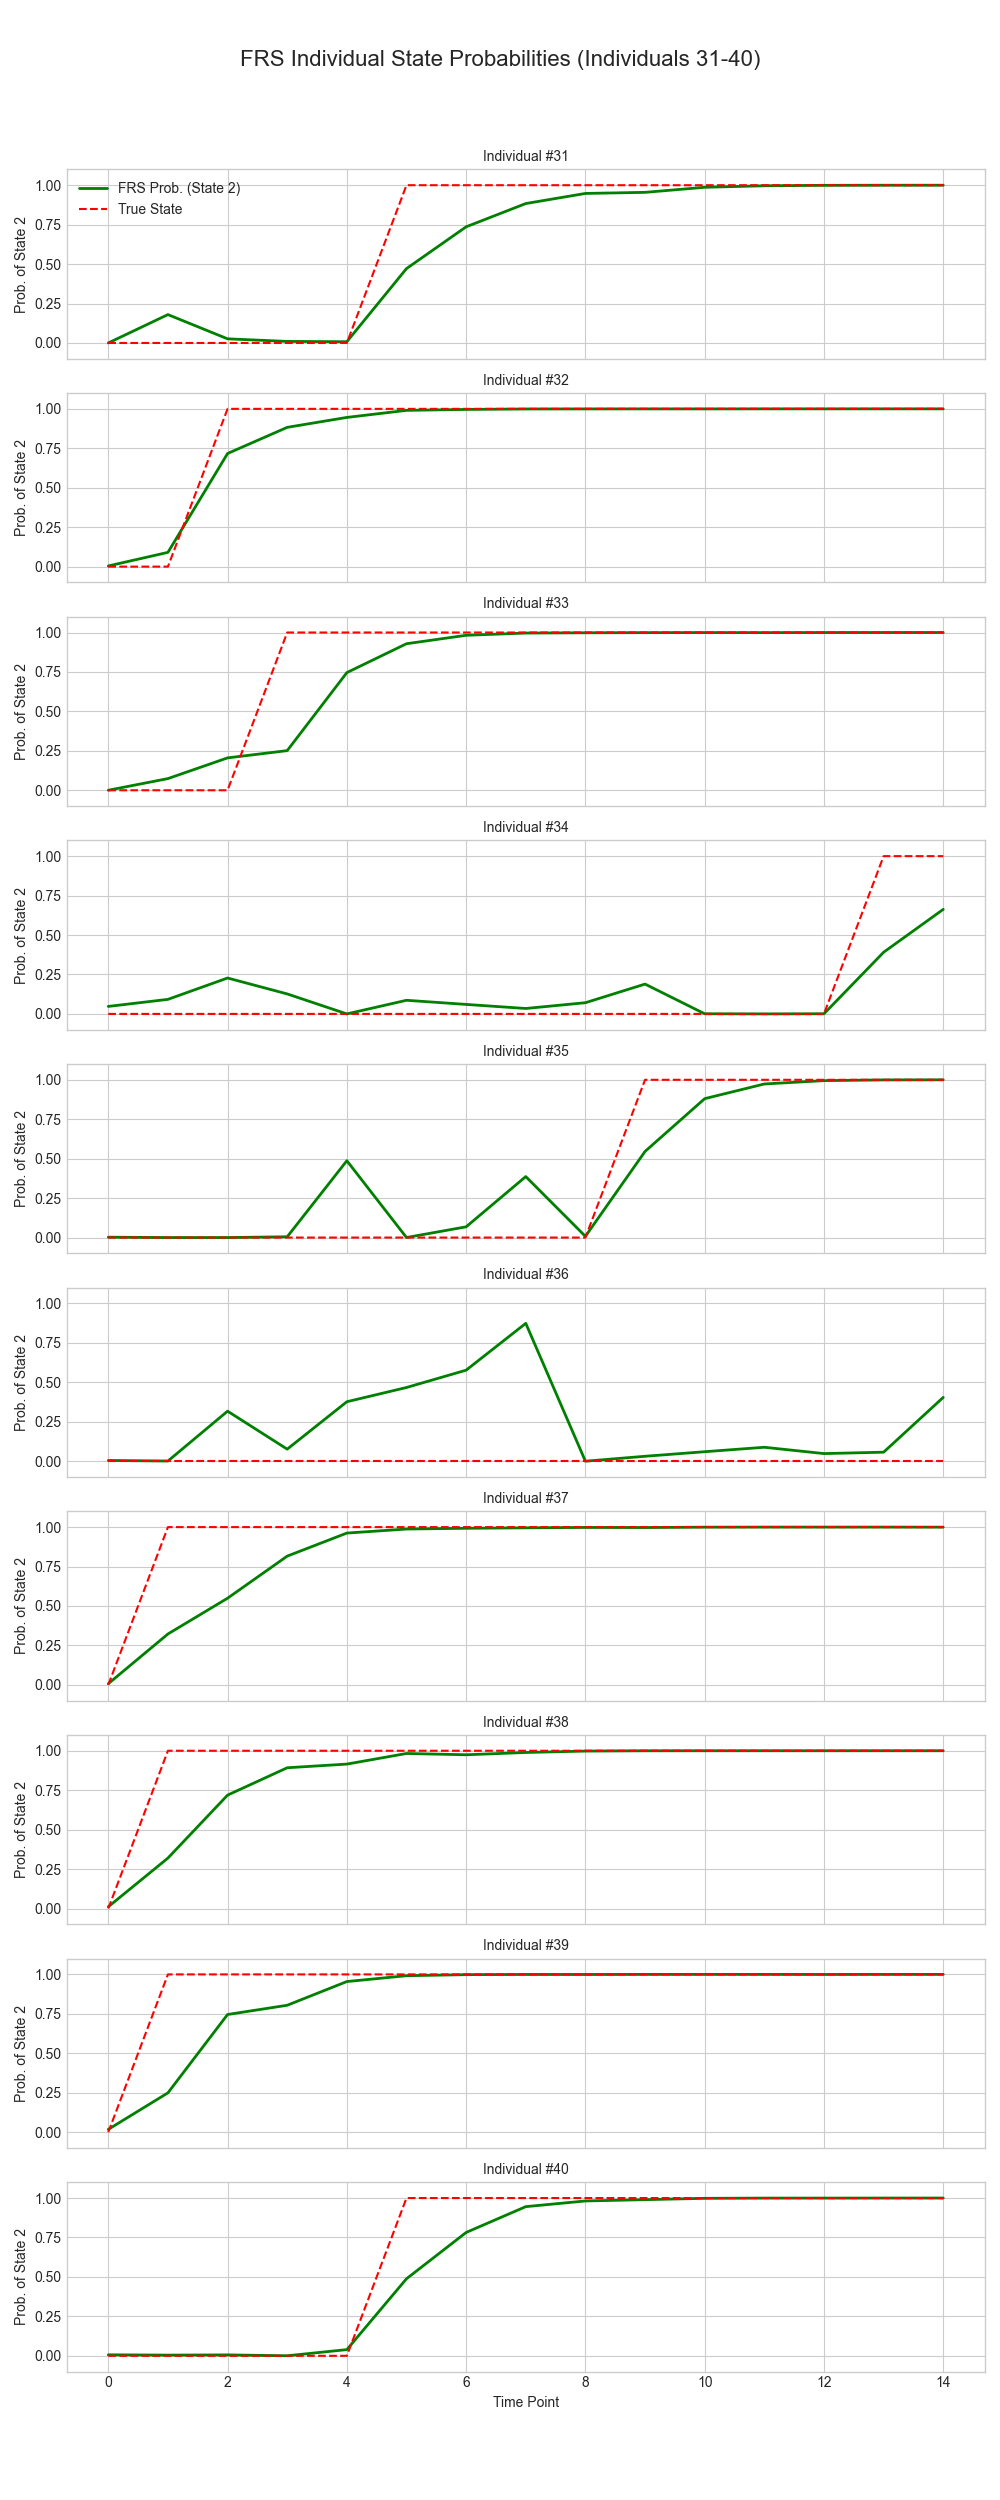 FRS Individual State Probabilities (Individuals 31-40)
Individual #31
FRS Prob. (State 2)
True State
Prob. of State 2
1.00
0.75
0.50
0.25
0.00
Individual #32
Prob. of State 2
1.00
0.75
0.50
0.25
0.00
Individual #33
Prob. of State 2
1.00
0.75
0.50
0.25
0.00
Individual #34
Prob. of State 2
1.00
0.75
0.50
0.25
0.00
Individual #35
Prob. of State 2
1.00
0.75
0.50
0.25
0.00
Individual #36
Prob. of State 2
1.00
0.75
0.50
0.25
0.00
Individual #37
Prob. of State 2
1.00
0.75
0.50
0.25
0.00
Individual #38
Prob. of State 2
1.00
0.75
0.50
0.25
0.00
Individual #39
Prob. of State 2
1.00
0.75
0.50
0.25
0.00
Individual #40
Prob. of State 2
1.00
0.75
0.50
0.25
0.00
0 2 4 6 8 10 12 14
Time Point